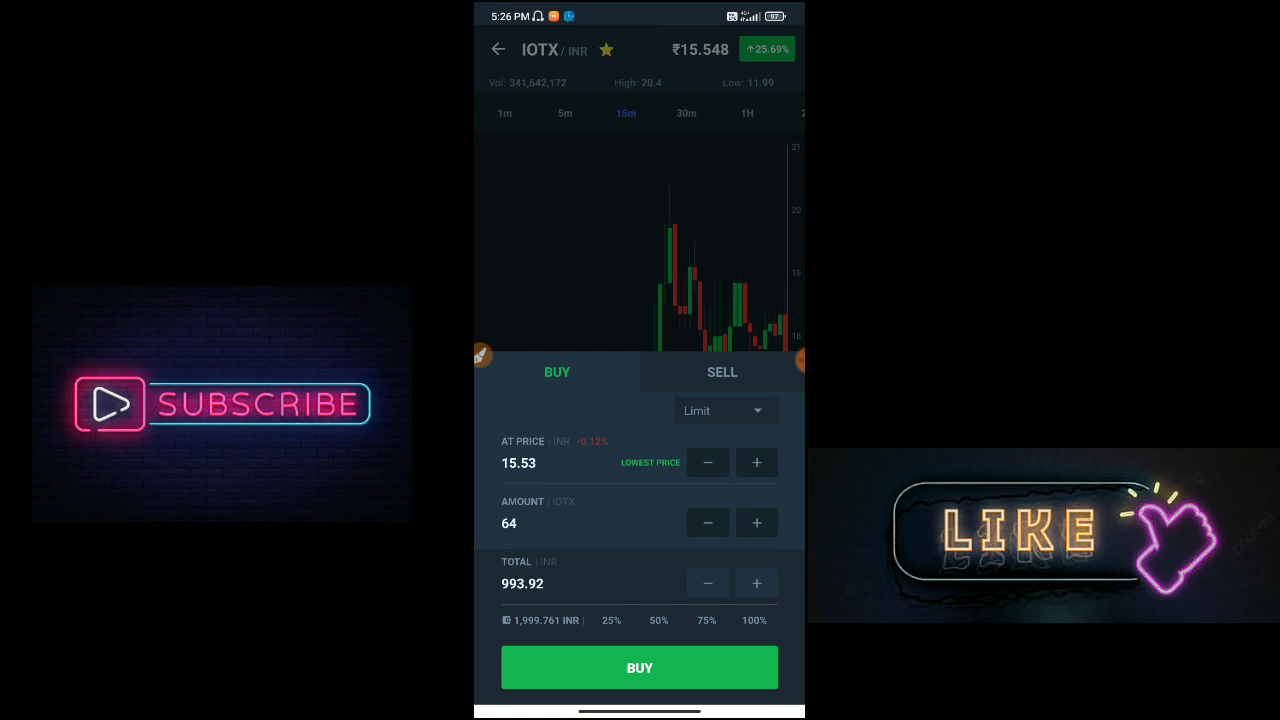 5:26 PM
97
IOTX / INR
₹15.548
↑25.69%
Vol: 341,642,172
High: 20.4
Low: 11.99
1m
5m
15m
30m
1H
21
20
19
18
BUY
SELL
Limit
AT PRICE | INR -0.12%
15.53
LOWEST PRICE
AMOUNT | IOTX
64
TOTAL | INR
993.92
1,999.761 INR |
25%
50%
75%
100%
BUY
SUBSCRIBE
LIKE